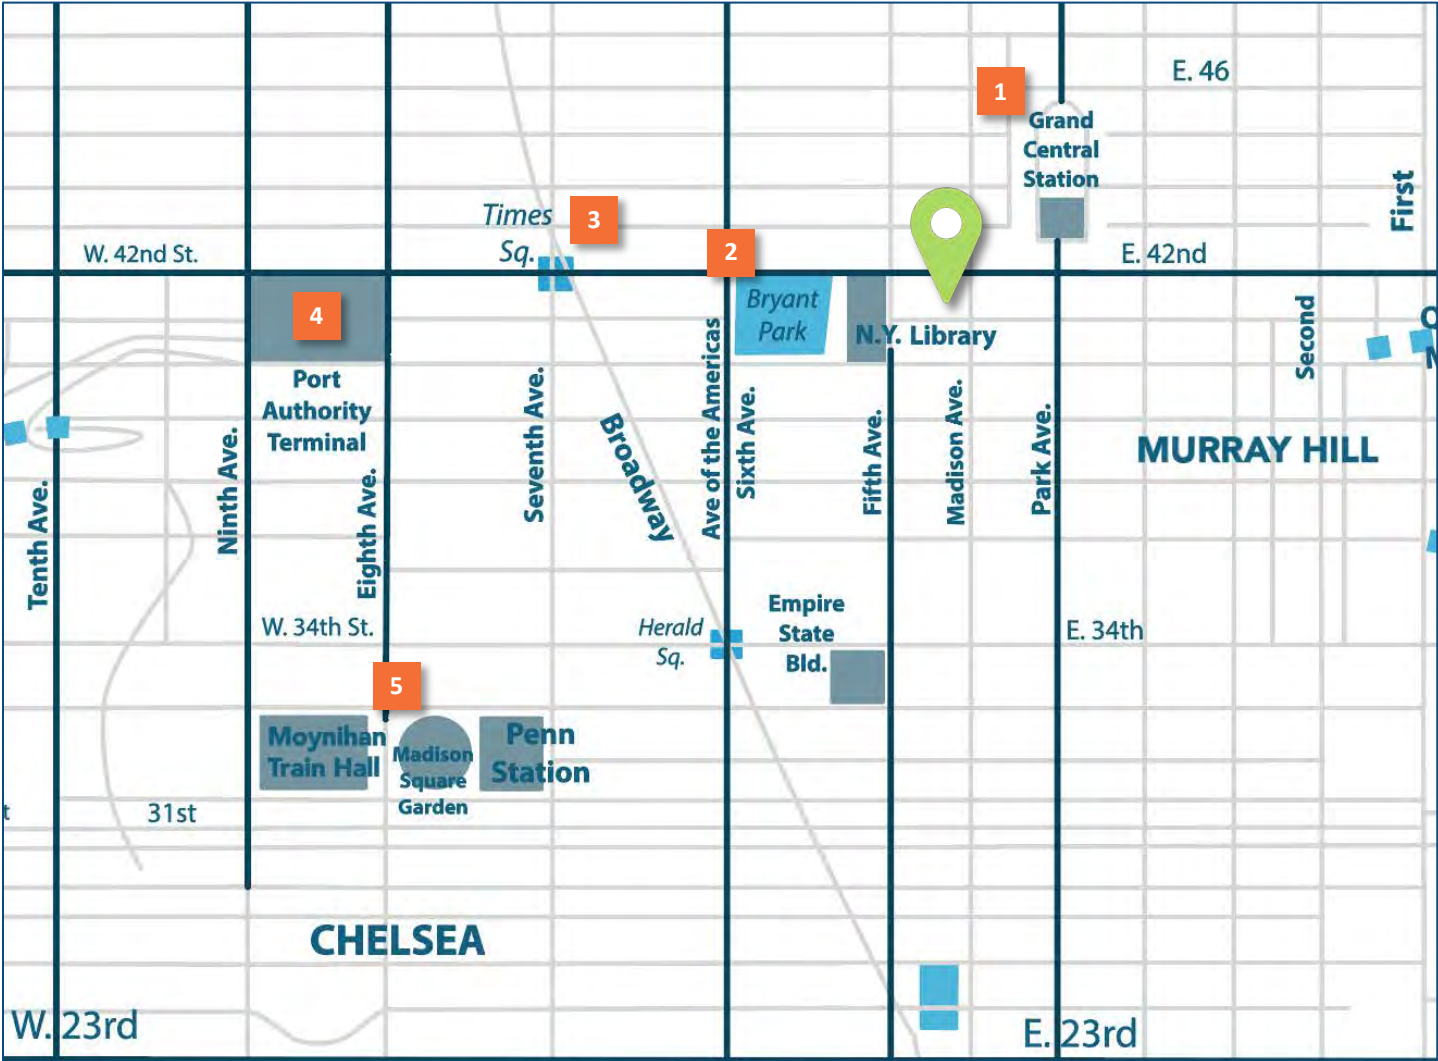 E. 46
1
Grand
Central
Station
First
Times
Sq.
3
2
W. 42nd St.
E. 42nd
4
Bryant
Park
N.Y. Library
Second
Port
Authority
Terminal
Tenth Ave.
Ninth Ave.
Eighth Ave.
Seventh Ave.
Broadway
Ave of the Americas
Sixth Ave.
Fifth Ave.
Madison Ave.
Park Ave.
MURRAY HILL
W. 34th St.
Herald
Sq.
Empire
State
Bld.
E. 34th
5
Moynihan
Train Hall
Madison
Square
Garden
Penn
Station
31st
CHELSEA
W. 23rd
E. 23rd